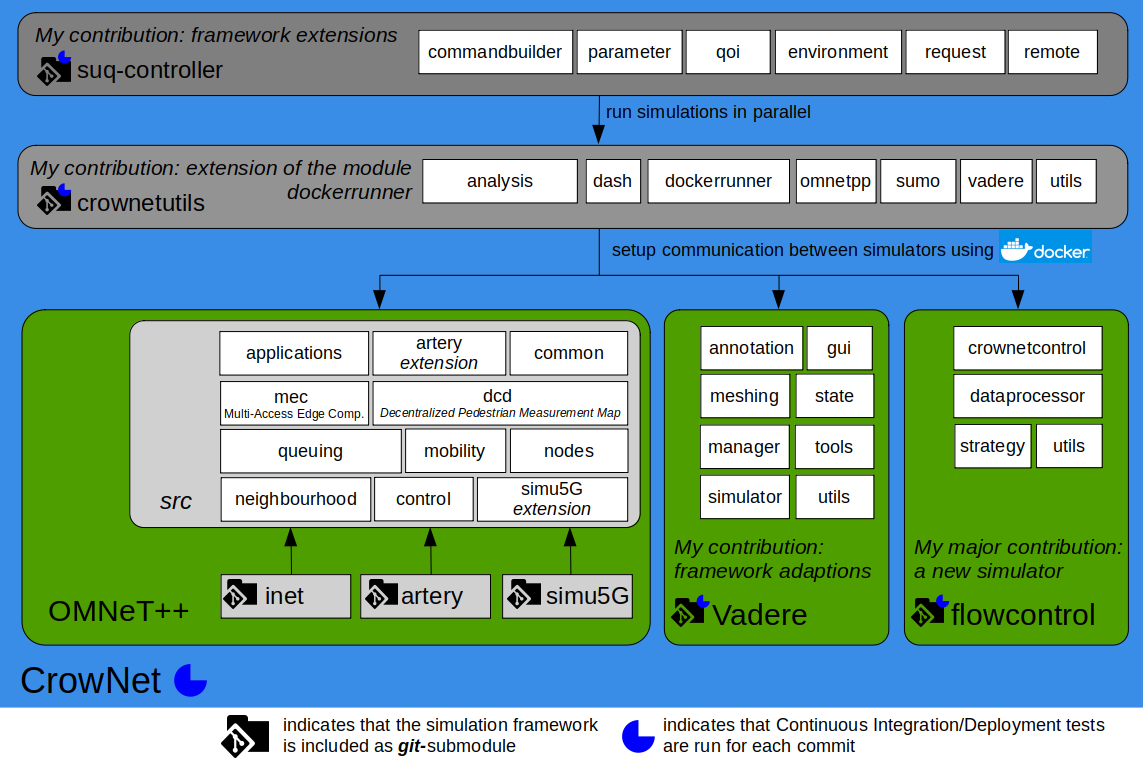 My contribution: framework extensions
suq-controller
commandbuilder parameter qoi environment request remote
run simulations in parallel
My contribution: extension of the module
dockerrunner
crownetutils
analysis dash dockerrunner omnetpp sumo vadere utils
setup communication between simulators using docker
applications artery common
extension
mec dcd
Multi-Access Edge Comp. Decentralized Pedestrian Measurement Map
queuing mobility nodes
neighbourhood control simu5G
extension
src
inet artery simu5G
OMNeT++
annotation gui
meshing state
manager tools
simulator utils
My contribution:
framework adaptions
Vadere
crownetcontrol
dataprocessor
strategy utils
My major contribution:
a new simulator
flowcontrol
CrowNet
indicates that the simulation framework
is included as git-submodule
indicates that Continuous Integration/Deployment tests
are run for each commit